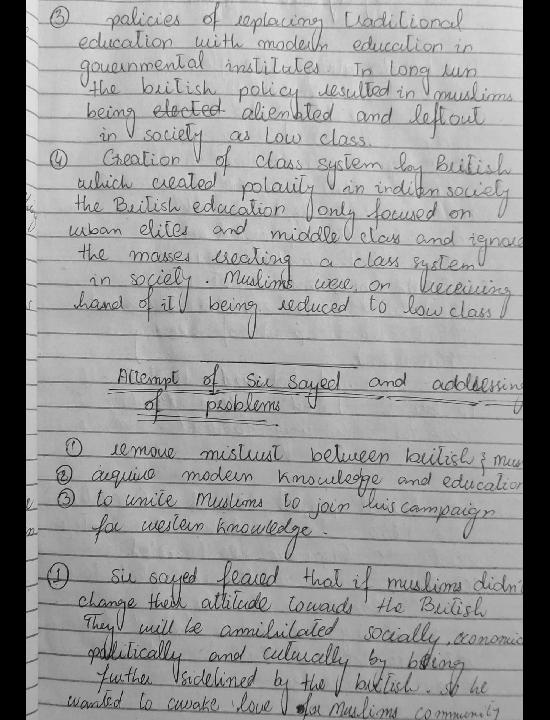 ③ policies of replacing traditional
education with modern education in
governmental institutes. In long run
the british policy resulted in muslims
being elected alienated and left out
in society as low class.
④ Creation of class system by British
which created polarity in indian society
the British education only focused on
urban elites and middle class and ignore
the masses creating a class system
in society. Muslims were on receiving
hand of it being reduced to low class
Attempt of Sir Sayed and addressing
of problems
① remove mistrust between british & mus
② acquire modern knowledge and education
③ to unite Muslims to join his campaign
for western knowledge.
① Sir sayed feared that if muslims didn'
change their attitude towards the British
They will be annihilated socially, economic
politically and culturally by being
further sidelined by the british. so he
wanted to awake love for muslims community